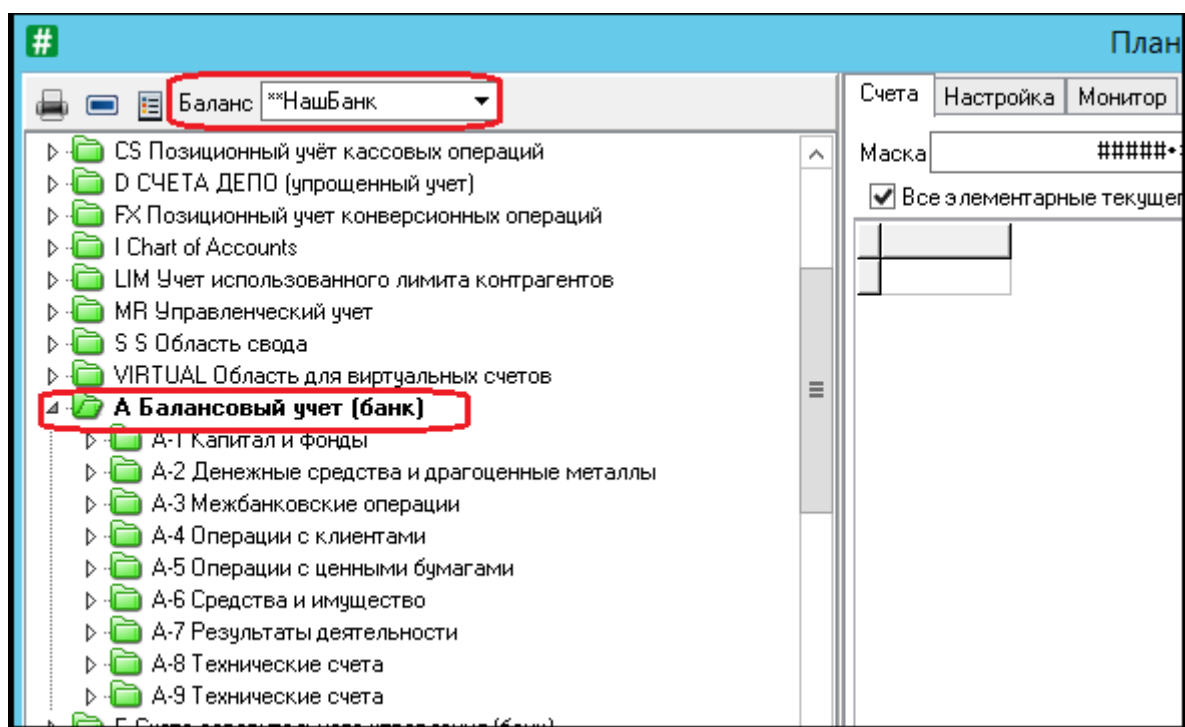 #
План
Баланс **НашБанк
Счета Настройка Монитор
CS Позиционный учёт кассовых операций
Маска #####•
D СЧЕТА ДЕПО (упрощенный учет)
Все элементарные текущег
FX Позиционный учет конверсионных операций
I Chart of Accounts
LIM Учет использованного лимита контрагентов
MR Управленческий учет
S S Область свода
VIRTUAL Область для виртуальных счетов
А Балансовый учет (банк)
А-1 Капитал и фонды
А-2 Денежные средства и драгоценные металлы
А-3 Межбанковские операции
А-4 Операции с клиентами
А-5 Операции с ценными бумагами
А-6 Средства и имущество
А-7 Результаты деятельности
А-8 Технические счета
А-9 Технические счета